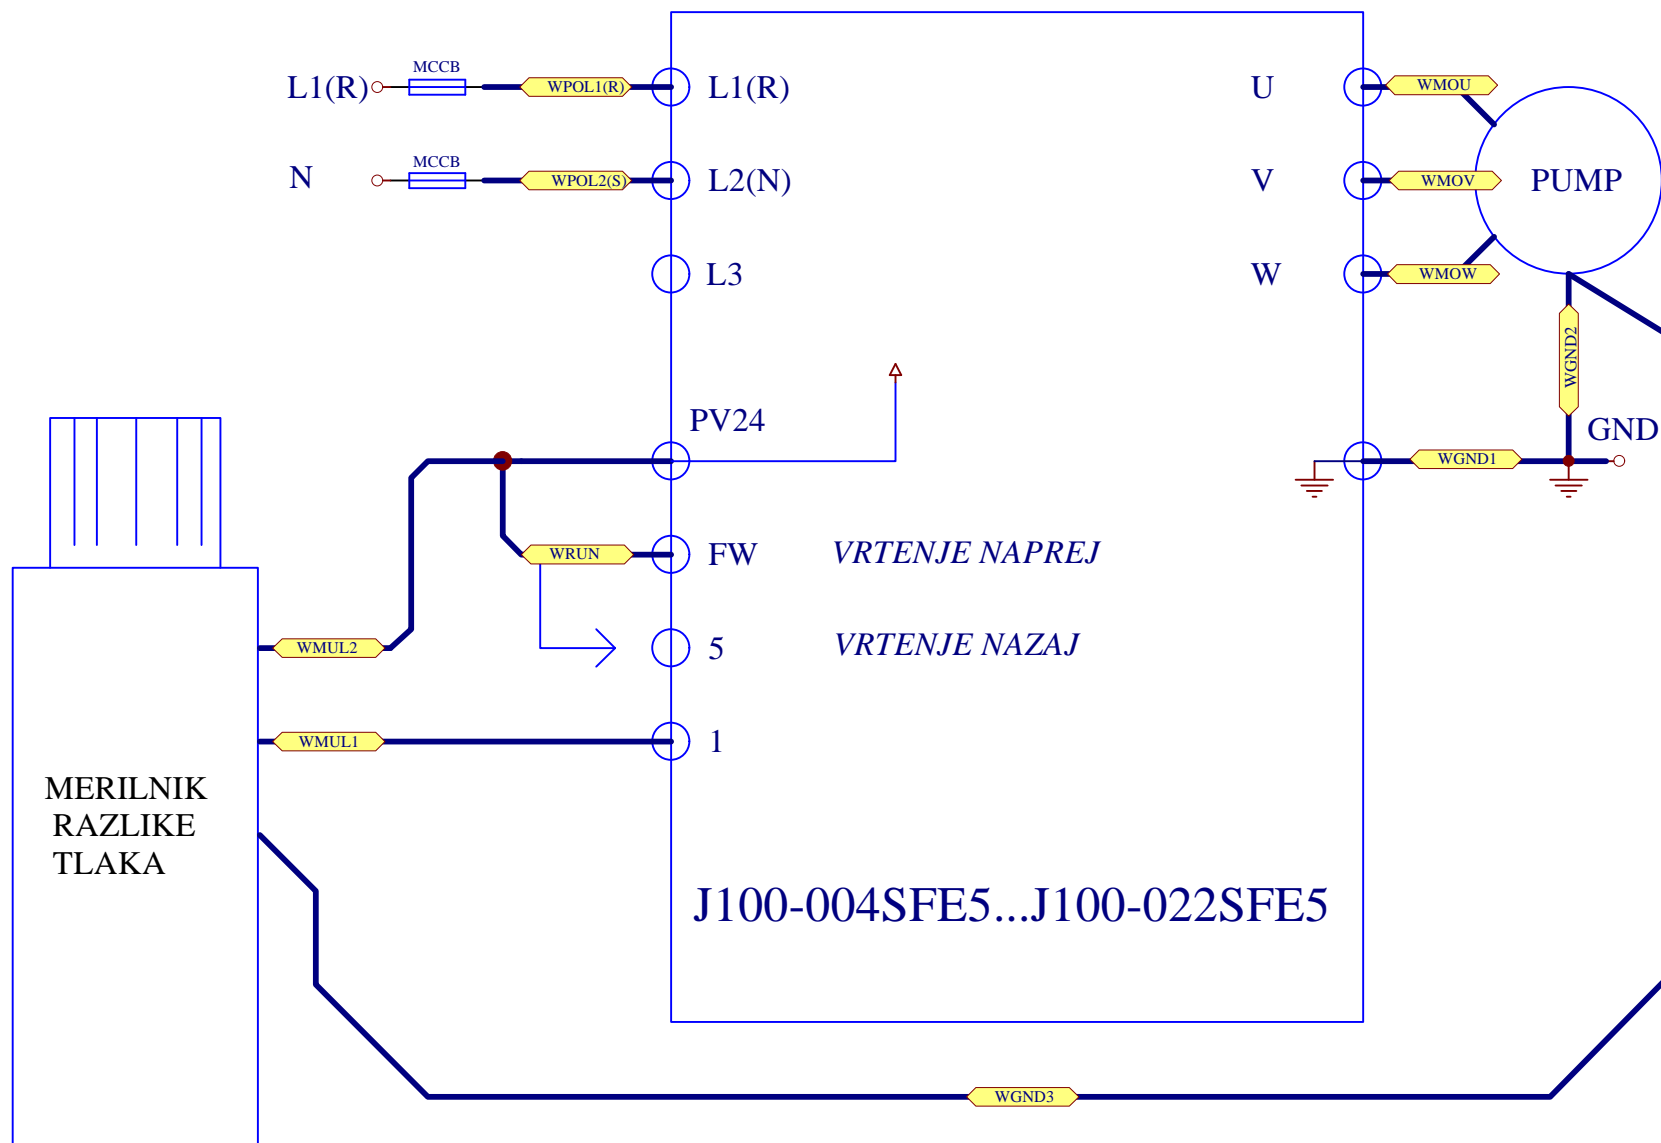 L1(R)
MCCB
WPOL1(R)
L1(R)
U
WMOU
N
MCCB
WPOL2(S)
L2(N)
V
WMOV
PUMP
L3
W
WMOW
WGND2
PV24
GND
WGND1
WRUN
FW
VRTENJE NAPREJ
WMUL2
5
VRTENJE NAZAJ
WMUL1
1
MERILNIK
RAZLIKE
TLAKA
J100-004SFE5...J100-022SFE5
WGND3